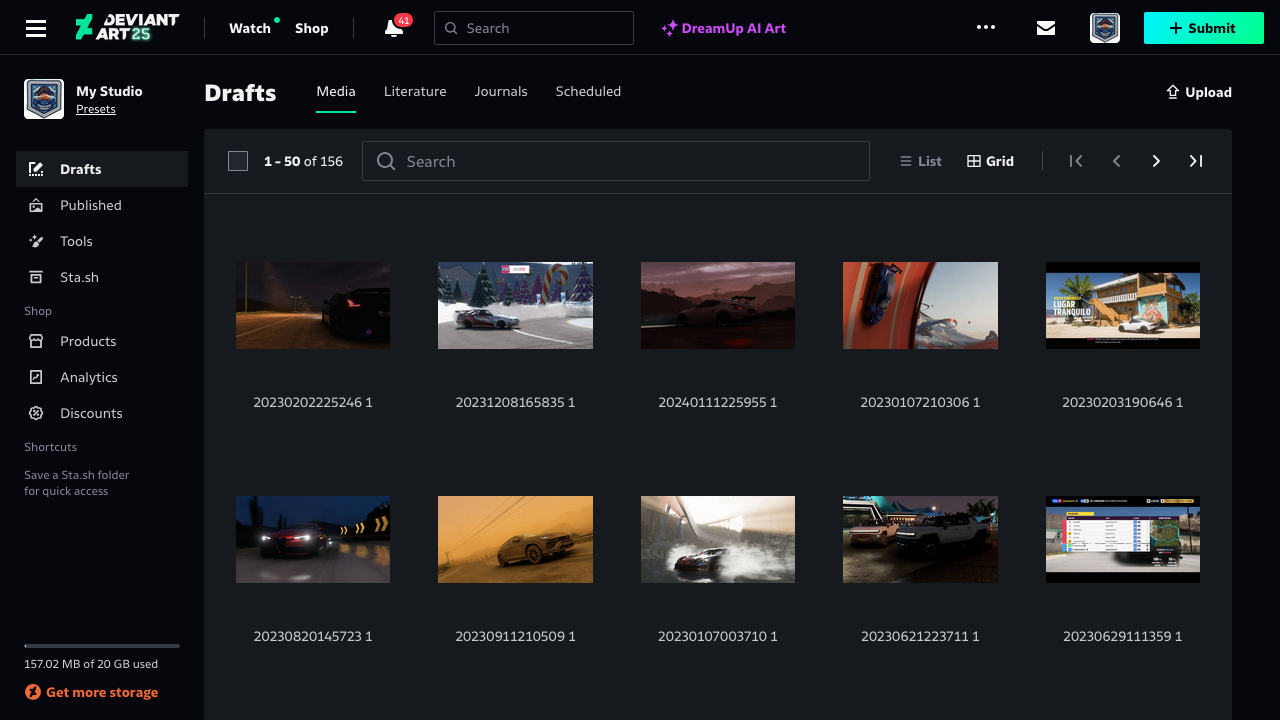 DEVIANT
ART 25
Watch
Shop
41
Search
DreamUp AI Art
Submit
My Studio
Presets
Drafts
Media
Literature
Journals
Scheduled
Upload
Drafts
Published
Tools
Sta.sh
Shop
Products
Analytics
Discounts
Shortcuts
Save a Sta.sh folder
for quick access
157.02 MB of 20 GB used
Get more storage
1 - 50 of 156
Search
List
Grid
LUGAR
TRANQUILO
20230202225246 1
20231208165835 1
20240111225955 1
20230107210306 1
20230203190646 1
20230820145723 1
20230911210509 1
20230107003710 1
20230621223711 1
20230629111359 1